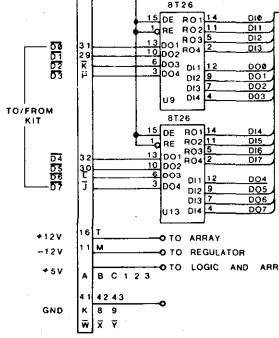 8T26
15 DE RO1 14 DI0
1 RE RO2 11 DI1
RO3 5 DI2
D0 31 13 DO1 RO4 2 DI3
D1 29 10 DO2
D2 K 6 DO3 DI1 12 DO0
D3 3 DO4 DI2 9 DO1
DI3 7 DO2
U9 DI4 4 DO3
TO/FROM
KIT
8T26
15 DE RO1 14 DI4
1 RE RO2 11 DI5
RO3 5 DI6
D4 32 13 DO1 RO4 2 DI7
D5 30 10 DO2
D6 L 6 DO3 DI1 12 DO4
D7 J 3 DO4 DI2 9 DO5
DI3 7 DO6
U13 DI4 4 DO7
+12V 16 T TO ARRAY
-12V 11 M TO REGULATOR
+5V A B C 1 2 3 TO LOGIC AND ARR
41 42 43
GND K 8 9
W X Y